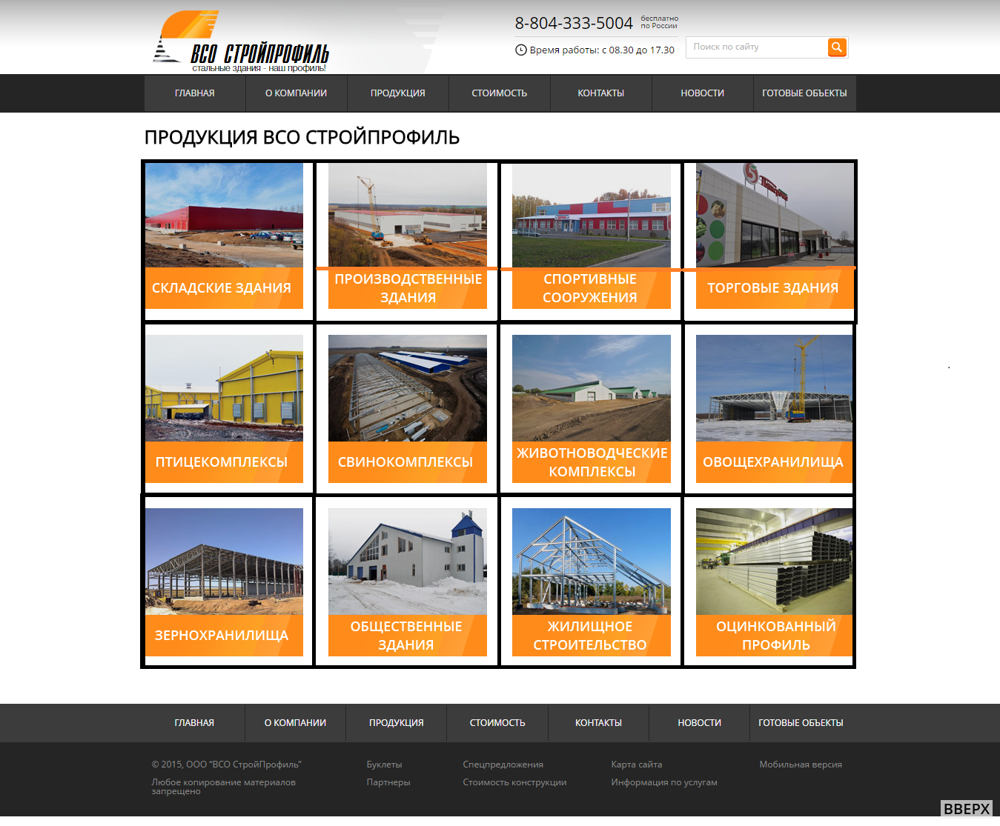 ВСО СТРОЙПРОФИЛЬ
стальные здания - наш профиль!
8-804-333-5004
бесплатно
по России
Время работы: с 08.30 до 17.30
Поиск по сайту
ГЛАВНАЯ
О КОМПАНИИ
ПРОДУКЦИЯ
СТОИМОСТЬ
КОНТАКТЫ
НОВОСТИ
ГОТОВЫЕ ОБЪЕКТЫ
ПРОДУКЦИЯ ВСО СТРОЙПРОФИЛЬ
СКЛАДСКИЕ ЗДАНИЯ
ПРОИЗВОДСТВЕННЫЕ
ЗДАНИЯ
СПОРТИВНЫЕ
СООРУЖЕНИЯ
ТОРГОВЫЕ ЗДАНИЯ
ПТИЦЕКОМПЛЕКСЫ
СВИНОКОМПЛЕКСЫ
ЖИВОТНОВОДЧЕСКИЕ
КОМПЛЕКСЫ
ОВОЩЕХРАНИЛИЩА
ЗЕРНОХРАНИЛИЩА
ОБЩЕСТВЕННЫЕ
ЗДАНИЯ
ЖИЛИЩНОЕ
СТРОИТЕЛЬСТВО
ОЦИНКОВАННЫЙ
ПРОФИЛЬ
ГЛАВНАЯ
О КОМПАНИИ
ПРОДУКЦИЯ
СТОИМОСТЬ
КОНТАКТЫ
НОВОСТИ
ГОТОВЫЕ ОБЪЕКТЫ
© 2015, ООО “ВСО СтройПрофиль”
Любое копирование материалов
запрещено
Буклеты
Партнеры
Спецпредложения
Стоимость конструкции
Карта сайта
Информация по услугам
Мобильная версия
ВВЕРХ